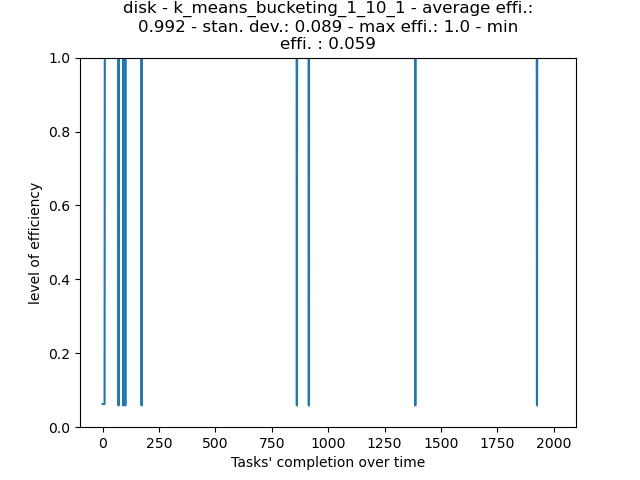 disk - k_means_bucketing_1_10_1 - average effi.:
0.992 - stan. dev.: 0.089 - max effi.: 1.0 - min
effi. : 0.059
1.0
0.8
0.6
0.4
0.2
0.0
level of efficiency
0 250 500 750 1000 1250 1500 1750 2000
Tasks' completion over time